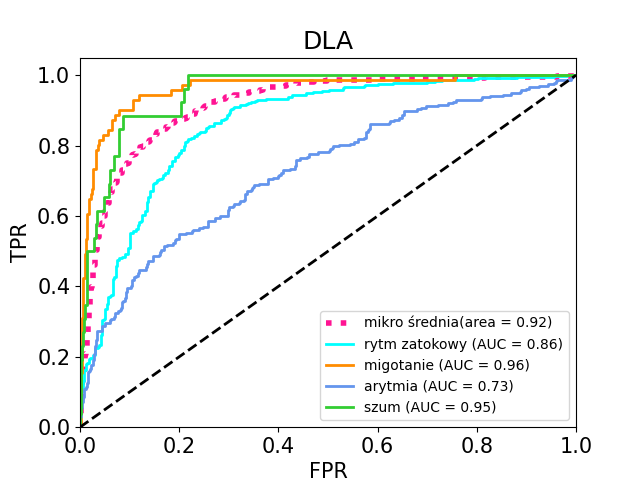 DLA
1.0
0.8
0.6
0.4
0.2
0.0
TPR
0.0 0.2 0.4 0.6 0.8 1.0
FPR
mikro średnia(area = 0.92)
rytm zatokowy (AUC = 0.86)
migotanie (AUC = 0.96)
arytmia (AUC = 0.73)
szum (AUC = 0.95)